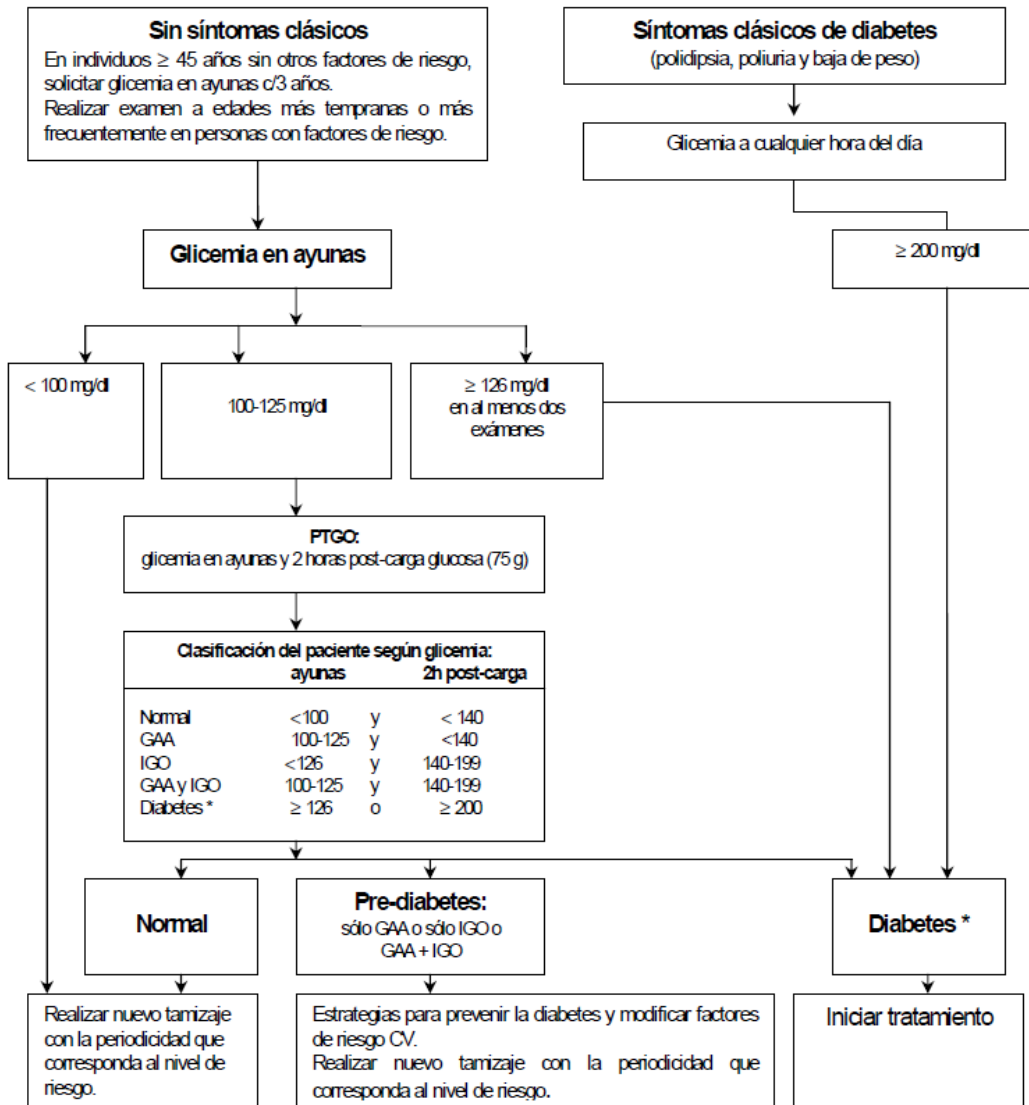 Sin síntomas clásicos
En individuos ≥ 45 años sin otros factores de riesgo,
solicitar glicemia en ayunas c/3 años.
Realizar examen a edades más tempranas o más
frecuentemente en personas con factores de riesgo.
Síntomas clásicos de diabetes
(polidipsia, poliuria y baja de peso)
Glicemia a cualquier hora del día
Glicemia en ayunas
≥ 200 mg/dl
< 100 mg/dl
100-125 mg/dl
≥ 126 mg/dl
en al menos dos
exámenes
PTGO:
glicemia en ayunas y 2 horas post-carga glucosa (75 g)
Clasificación del paciente según glicemia:
ayunas 2h post-carga
Normal <100 y < 140
GAA 100-125 y <140
IGO <126 y 140-199
GAA y IGO 100-125 y 140-199
Diabetes * ≥ 126 o ≥ 200
Normal
Pre-diabetes:
sólo GAA o sólo IGO o
GAA + IGO
Diabetes *
Realizar nuevo tamizaje
con la periodicidad que
corresponda al nivel de
riesgo.
Estrategias para prevenir la diabetes y modificar factores
de riesgo CV.
Realizar nuevo tamizaje con la periodicidad que
corresponda al nivel de riesgo.
Iniciar tratamiento